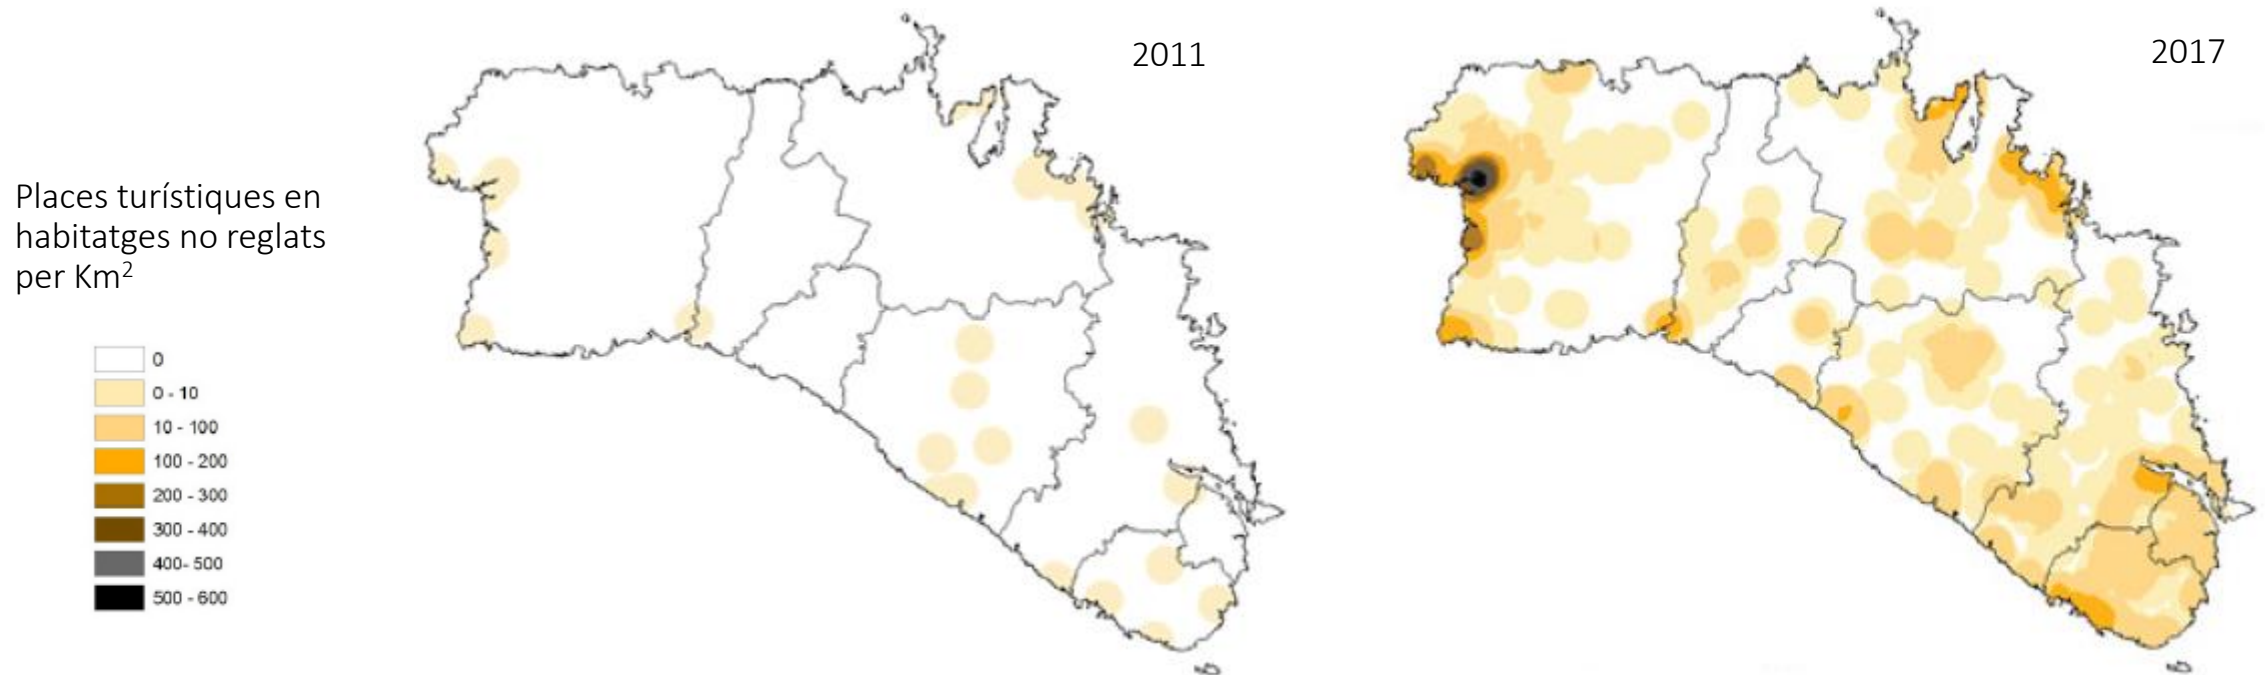 2011
2017
Places turístiques en
habitatges no reglats
per Km²
0
0 - 10
10 - 100
100 - 200
200 - 300
300 - 400
400- 500
500 - 600